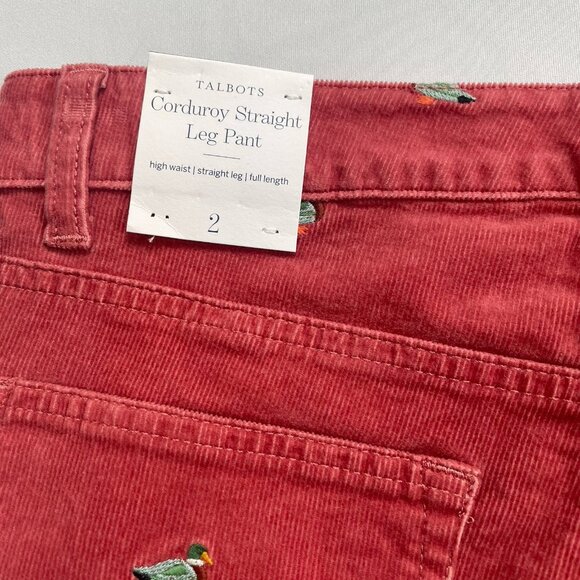 TALBOTS
Corduroy Straight
Leg Pant
high waist | straight leg | full length
2